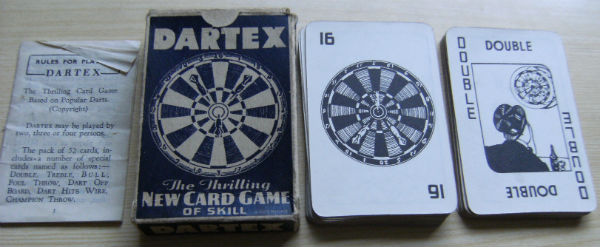 RULES FOR
DARTEX
The Thrilling Card Game
Based on Popular Darts.
(Copyright)
DARTEX may be played by
two, three or four persons.
The pack of 52 cards, in-
cludes a number of special
cards named as follows:—
DOUBLE, TREBLE, BULL,
FOUL THROW, DART OFF
BOARD, DART HITS WIRE,
CHAMPION THROW.
1
DARTEX
The Thrilling
NEW CARD GAME
OF SKILL
16
16
DOUBLE
DOUBLE
DOUBLE
DOUBLE